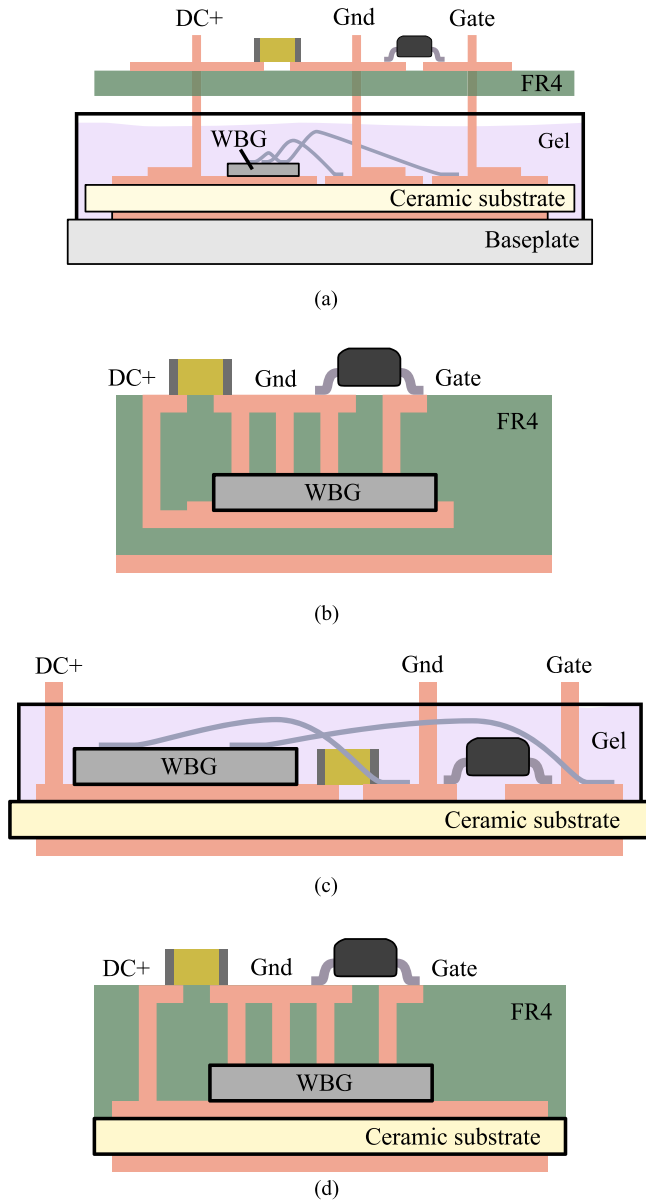 DC+ Gnd Gate
FR4
WBG Gel
Ceramic substrate
Baseplate
(a)
DC+ Gnd Gate
FR4
WBG
(b)
DC+ Gnd Gate
Gel
WBG
Ceramic substrate
(c)
DC+ Gnd Gate
FR4
WBG
Ceramic substrate
(d)